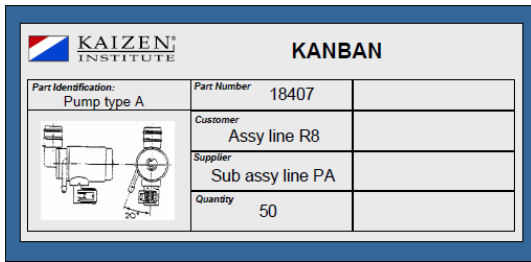 KAIZEN
INSTITUTE
KANBAN
Part Identification:
Pump type A
Part Number
18407
Customer
Assy line R8
Supplier
Sub assy line PA
Quantity
50
20°